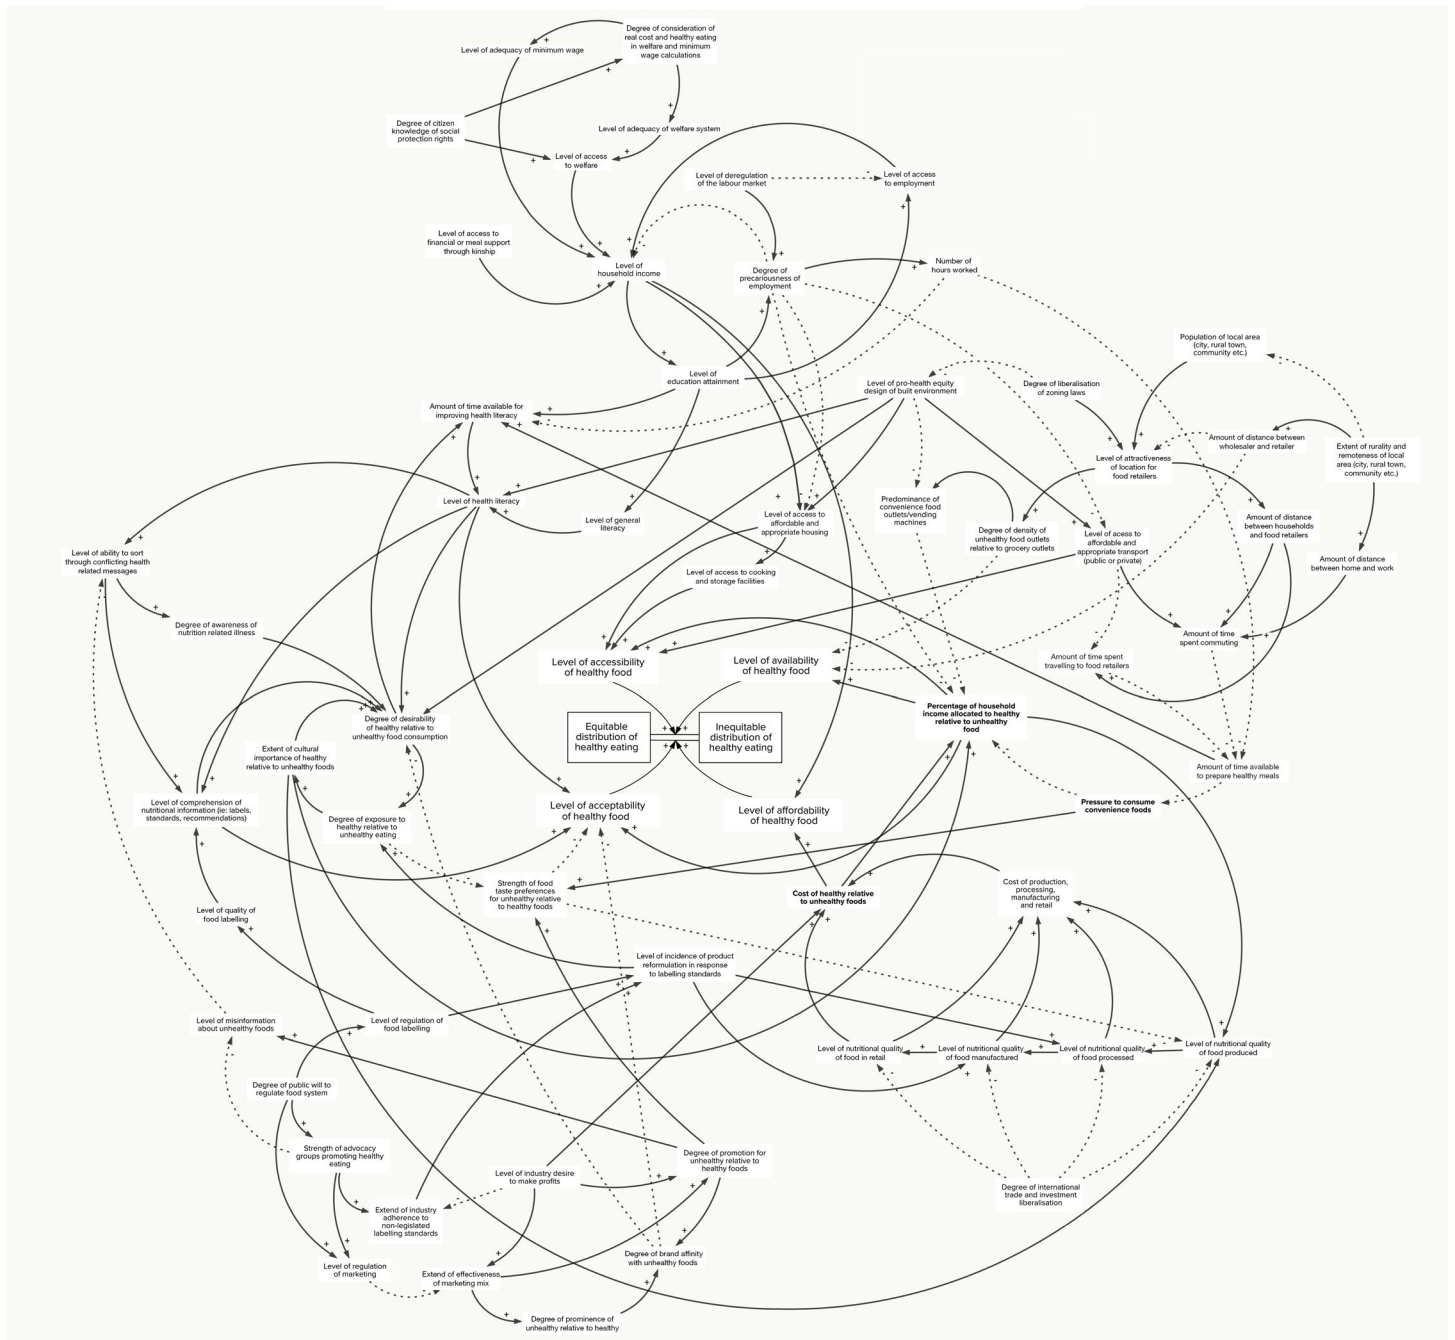 Degree of consideration of
real cost and healthy eating
in welfare and minimum
wage calculations
Level of adequacy of minimum wage
Degree of citizen
knowledge of social
protection rights
Level of adequacy of welfare system
Level of access
to welfare
Level of deregulation
of the labour market
Level of access
to employment
Level of access to
financial or meal support
through kinship
Level of
household income
Degree of
precariousness of
employment
Number of
hours worked
Population of local area
(city, rural town,
community etc.)
Level of
education attainment
Level of pro-health equity
design of built environment
Degree of liberalisation
of zoning laws
Amount of time available for
improving health literacy
Amount of distance between
wholesaler and retailer
Extent of rurality and
remoteness of local
area (city, rural town,
community etc.)
Level of attractiveness
of location for
food retailers
Level of health literacy
Level of general
literacy
Level of access to
affordable and
appropriate housing
Predominance of
convenience food
outlets/vending
machines
Degree of density of
unhealthy food outlets
relative to grocery outlets
Level of acess to
affordable and
appropriate transport
(public or private)
Amount of distance
between households
and food retailers
Amount of distance
between home and work
Level of ability to sort
through conflicting health
related messages
Level of access to cooking
and storage facilities
Degree of awareness of
nutrition related illness
Amount of time
spent commuting
Level of accessibility
of healthy food
Level of availability
of healthy food
Amount of time spent
travelling to food retailers
Degree of desirability
of healthy relative to
unhealthy food consumption
Equitable
distribution of
healthy eating
Inequitable
distribution of
healthy eating
Percentage of household
income allocated to healthy
relative to unhealthy
food
Extent of cultural
importance of healthy
relative to unhealthy foods
Amount of time available
to prepare healthy meals
Level of comprehension of
nutritional information (ie: labels,
standards, recommendations)
Degree of exposure to
healthy relative to
unhealthy eating
Level of acceptability
of healthy food
Level of affordability
of healthy food
Pressure to consume
convenience foods
Strength of food
taste preferences
for unhealthy relative
to healthy foods
Cost of healthy relative
to unhealthy foods
Cost of production,
processing,
manufacturing
and retail
Level of quality of
food labelling
Level of incidence of product
reformulation in response
to labelling standards
Level of misinformation
about unhealthy foods
Level of regulation of
food labelling
Level of nutritional quality
of food in retail
Level of nutritional quality
of food manufactured
Level of nutritional quality
of food processed
Level of nutritional quality
of food produced
Degree of public will to
regulate food system
Strength of advocacy
groups promoting healthy
eating
Level of industry desire
to make profits
Degree of promotion for
unhealthy relative to
healthy foods
Degree of international
trade and investment
liberalisation
Extend of industry
adherence to
non-legislated
labelling standards
Level of regulation
of marketing
Extend of effectiveness
of marketing mix
Degree of brand affinity
with unhealthy foods
Degree of prominence of
unhealthy relative to healthy